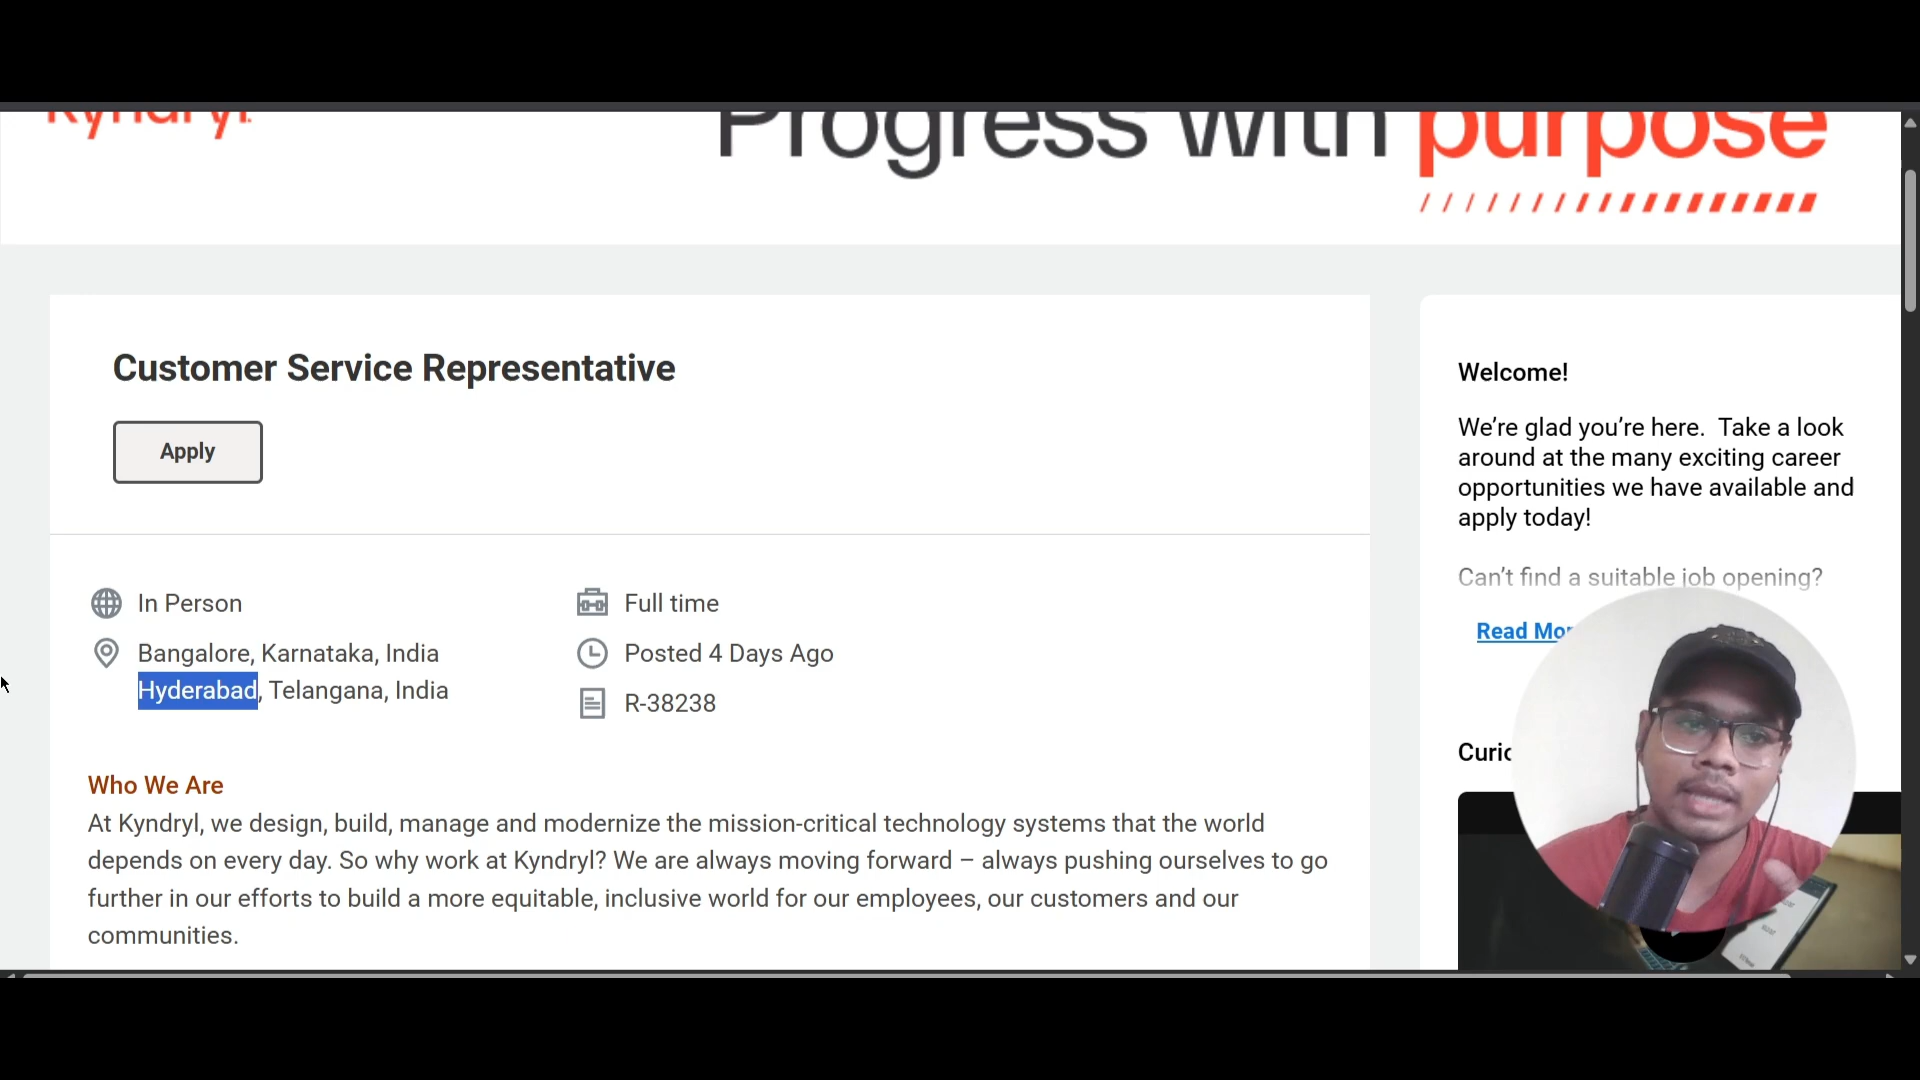 Kyndryl
Progress with purpose
Customer Service Representative
Apply
In Person
Full time
Bangalore, Karnataka, India
Posted 4 Days Ago
Hyderabad, Telangana, India
R-38238
Who We Are
At Kyndryl, we design, build, manage and modernize the mission-critical technology systems that the world
depends on every day. So why work at Kyndryl? We are always moving forward – always pushing ourselves to go
further in our efforts to build a more equitable, inclusive world for our employees, our customers and our
communities.
Welcome!
We’re glad you’re here.  Take a look
around at the many exciting career
opportunities we have available and
apply today!
Can’t find a suitable job opening?
Read Mor
Curio